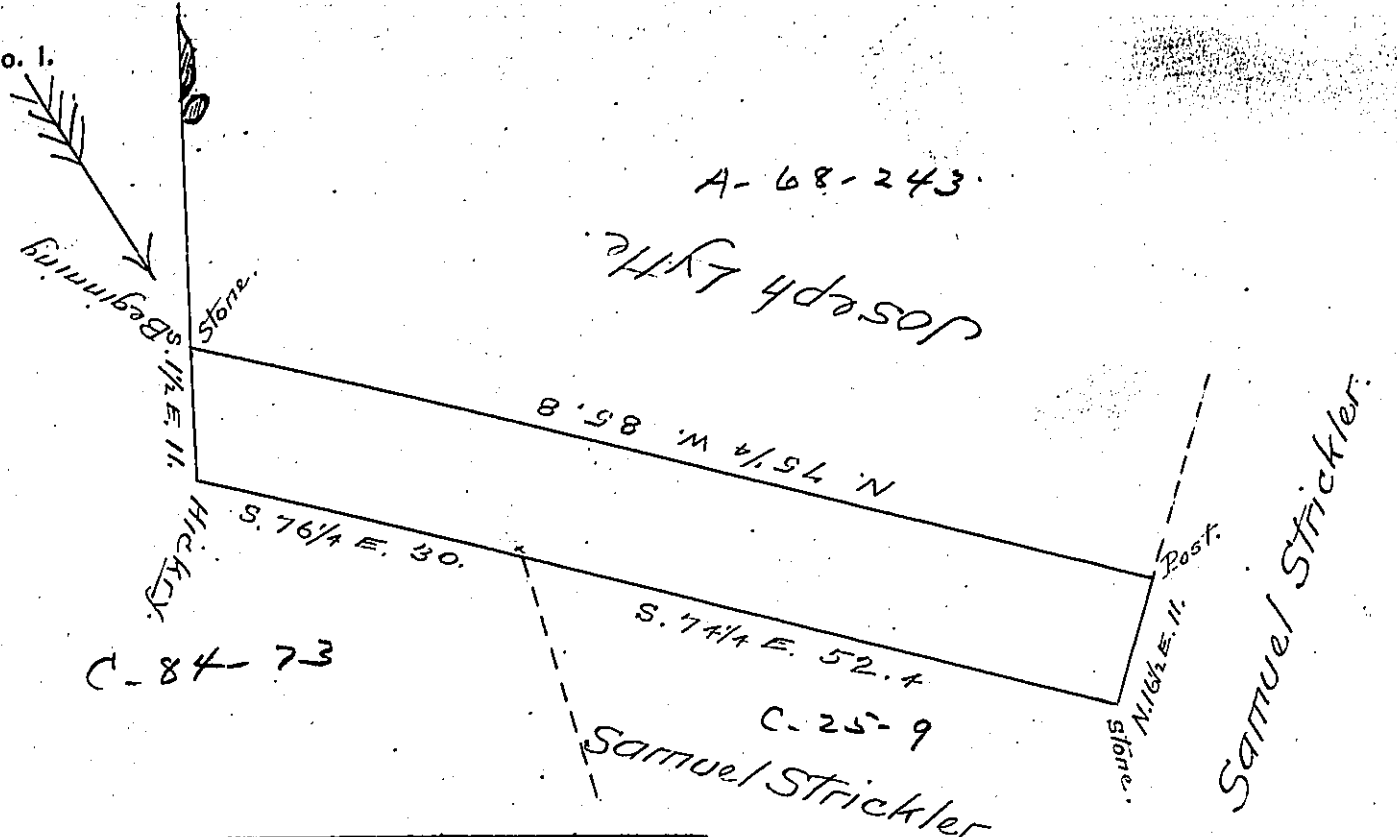 o. 1.
A-68-243.
Joseph Lytle.
Beginning
Stone.
S. 1½ E. 11.
N. 75¼ W. 85.8
Hickry.
S. 76¼ E. 30.
S. 74¼ E. 52.4
Post.
N. 16½ E. 11.
Stone.
Samuel Strickler.
C-84-73
C-25-9
Samuel Strickler